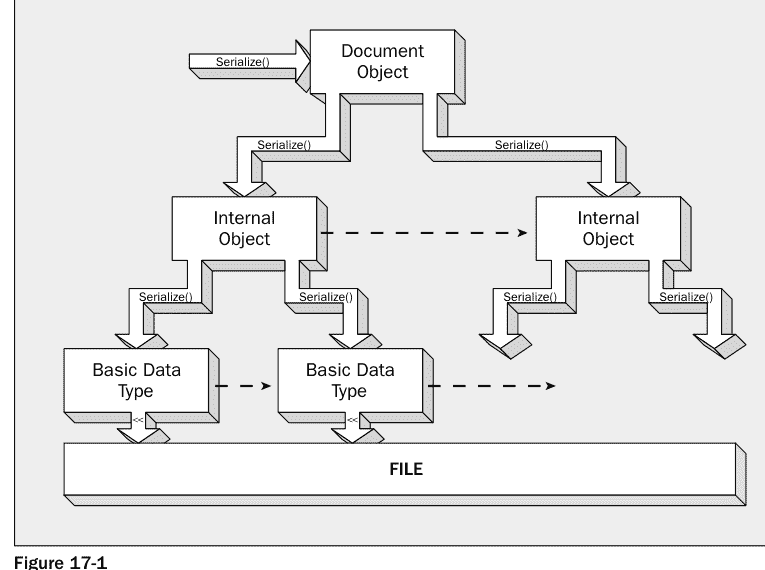 Serialize()
Document
Object
Serialize()
Serialize()
Internal
Object
Internal
Object
Serialize()
Serialize()
Serialize()
Serialize()
Basic Data
Type
Basic Data
Type
<<
<<
FILE
Figure 17-1